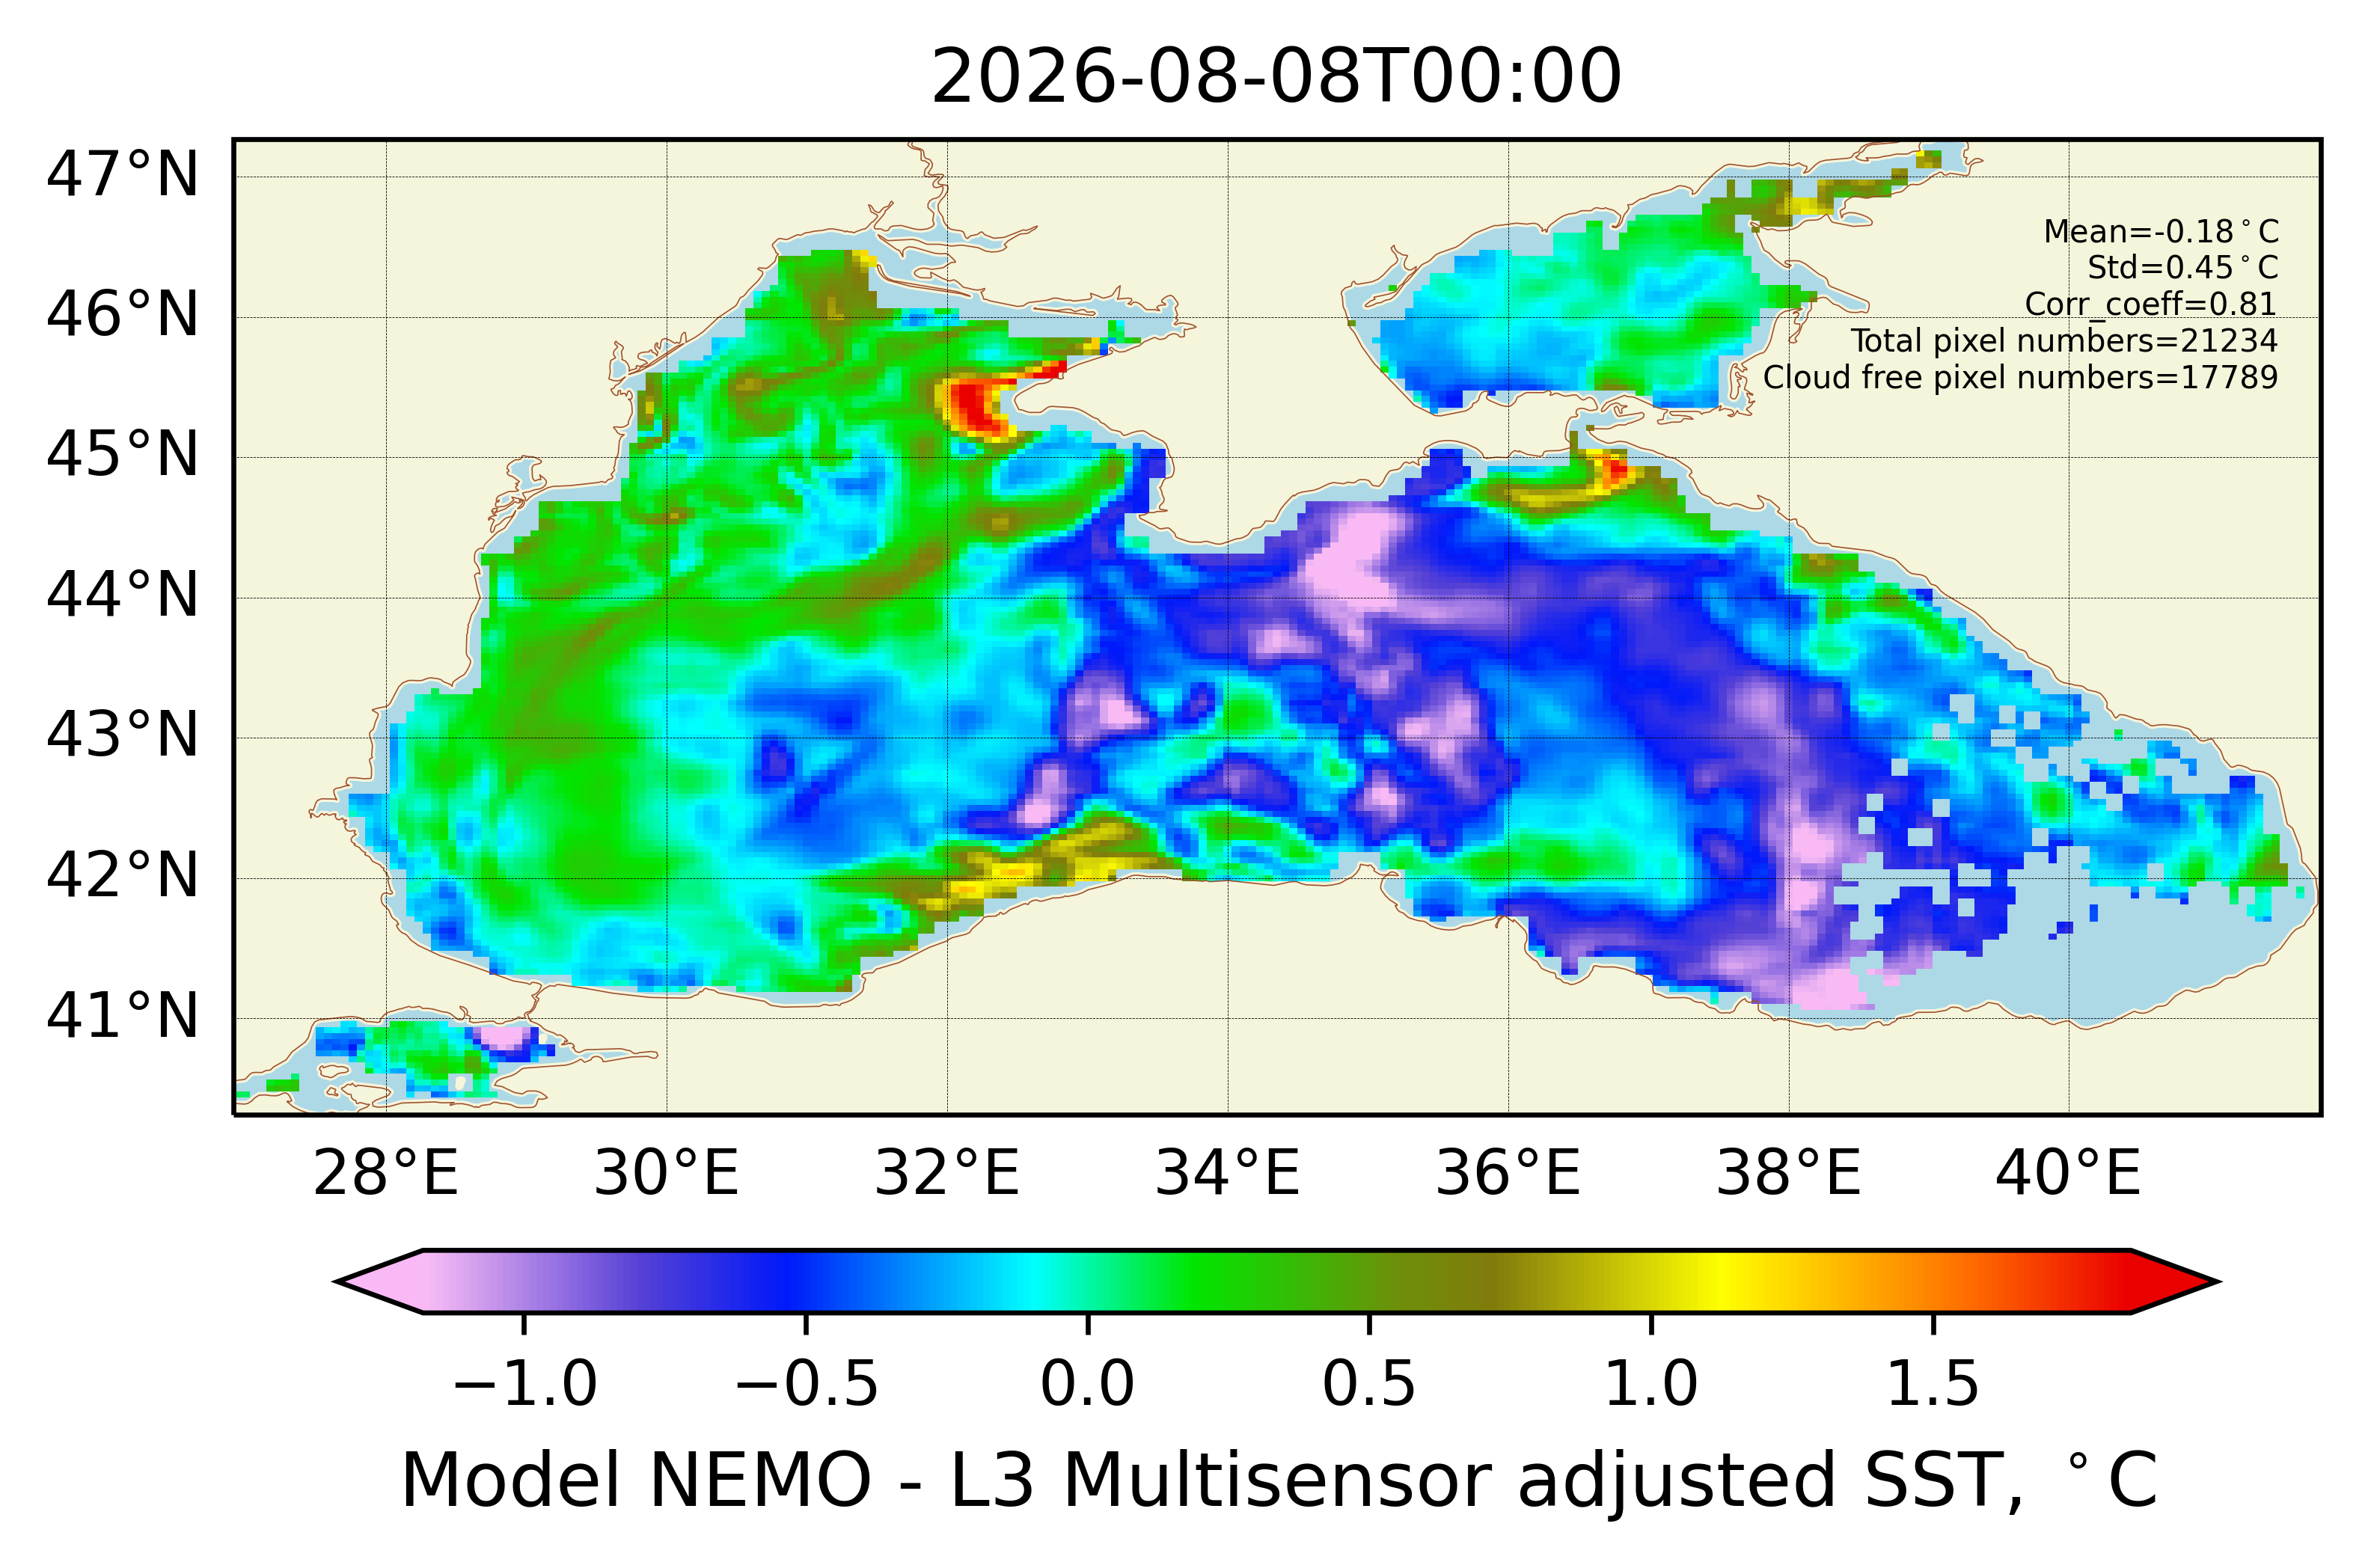 2026-08-08T00:00
47°N
46°N
45°N
44°N
43°N
42°N
41°N
Mean=-0.18°C
Std=0.45°C
Corr_coeff=0.81
Total pixel numbers=21234
Cloud free pixel numbers=17789
28°E 30°E 32°E 34°E 36°E 38°E 40°E
−1.0 −0.5 0.0 0.5 1.0 1.5
Model NEMO - L3 Multisensor adjusted SST, °C